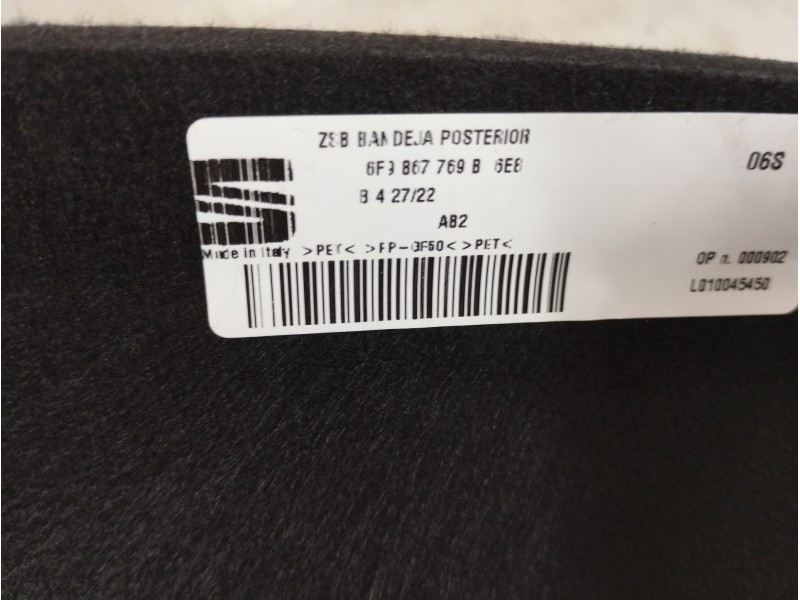 ZSB BANDEJA POSTERIOR
6F9 867 769 B 6E8
06S
B 4 27/22
AB2
Made in Italy >PET< >PP-GF50< >PET<
OP n. 000902
L010045450